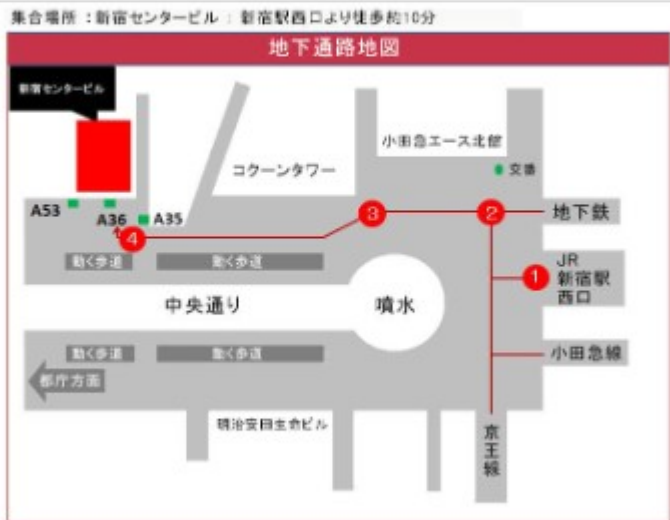 集合場所 ：新宿センタービル ： 新宿駅西口より徒歩約10分
地下通路地図
新宿センタービル
小田急エース北館
交番
コクーンタワー
A53
A36
A35
3
2
地下鉄
4
動く歩道
動く歩道
1
JR
新宿駅
西口
中央通り
噴水
動く歩道
動く歩道
小田急線
都庁方面
明治安田生命ビル
京王線